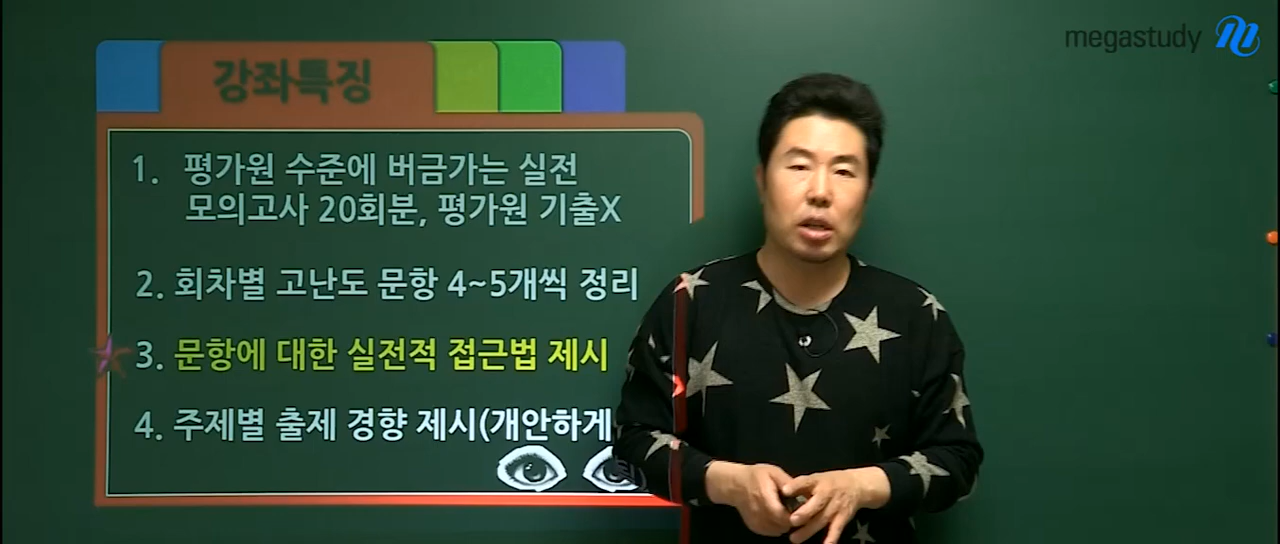 megastudy
강좌특징
1. 평가원 수준에 버금가는 실전
모의고사 20회분, 평가원 기출X
2. 회차별 고난도 문항 4~5개씩 정리
3. 문항에 대한 실전적 접근법 제시
4. 주제별 출제 경향 제시(개안하게